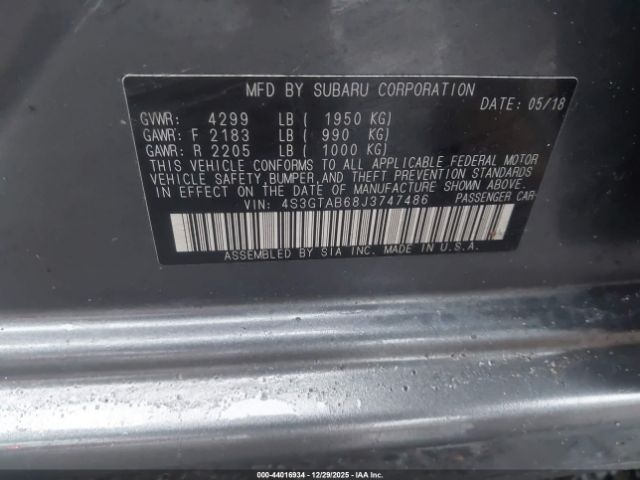 MFD BY SUBARU CORPORATION
DATE: 05/18
GVWR: 4299 LB ( 1950 KG)
GAWR: F 2183 LB ( 990 KG)
GAWR: R 2205 LB ( 1000 KG)
THIS VEHICLE CONFORMS TO ALL APPLICABLE FEDERAL MOTOR
VEHICLE SAFETY, BUMPER, AND THEFT PREVENTION STANDARDS
IN EFFECT ON THE DATE OF MANUFACTURE SHOWN ABOVE.
VIN: 4S3GTAB68J3747486 PASSENGER CAR
ASSEMBLED BY SIA INC. MADE IN U.S.A.
000-44016934 - 12/29/2025 - IAAI.COM